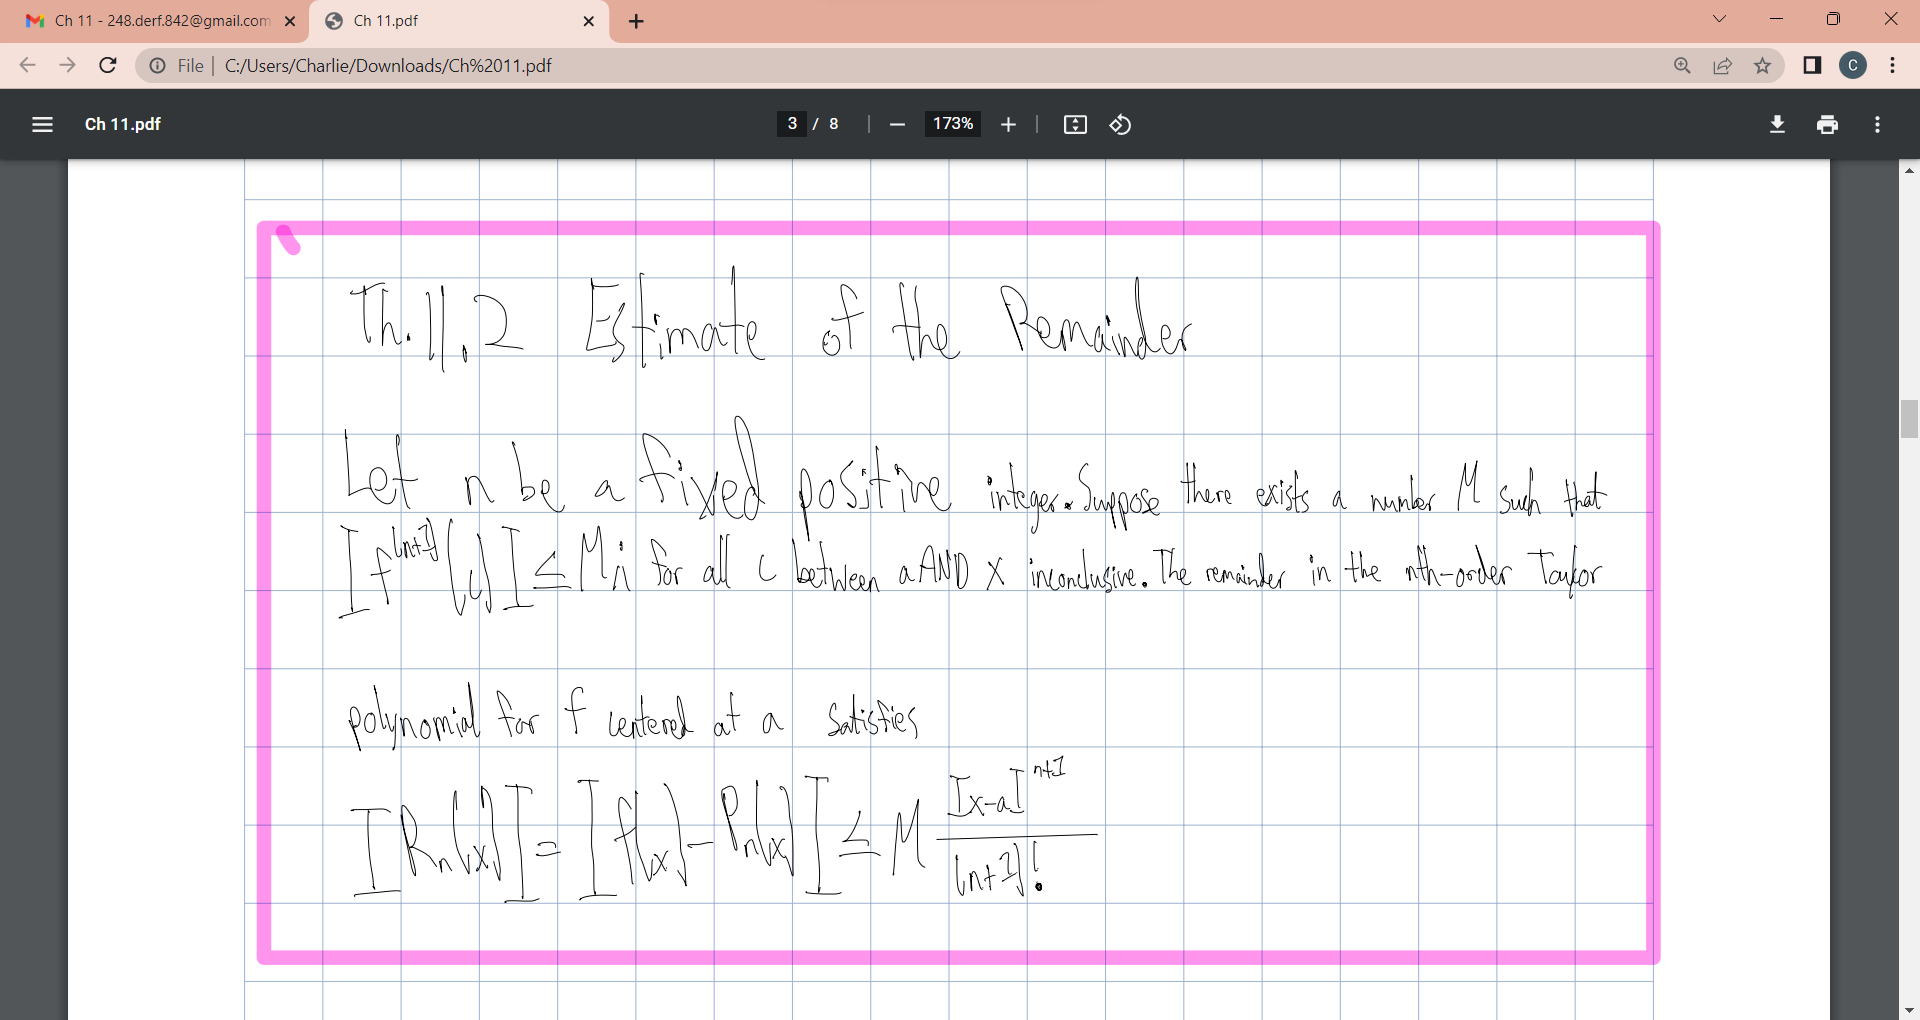 Ch 11 - 248.derf.842@gmail.com
Ch 11.pdf
File | C:/Users/Charlie/Downloads/Ch%2011.pdf
C
Ch 11.pdf
3 / 8
173%
Th. 11.2 Estimate of the Remainder
Let n be a fixed positive integer. Suppose there exists a number M such that
|f^(n+1)(c)| ≤ M; for all c between a AND x inconclusive. The remainder in the nth-order Taylor
polynomial for f centered at a satisfies
|Rn(x)| = |f(x) - Pn(x)| ≤ M |x-a|^n+1 / (n+1)!